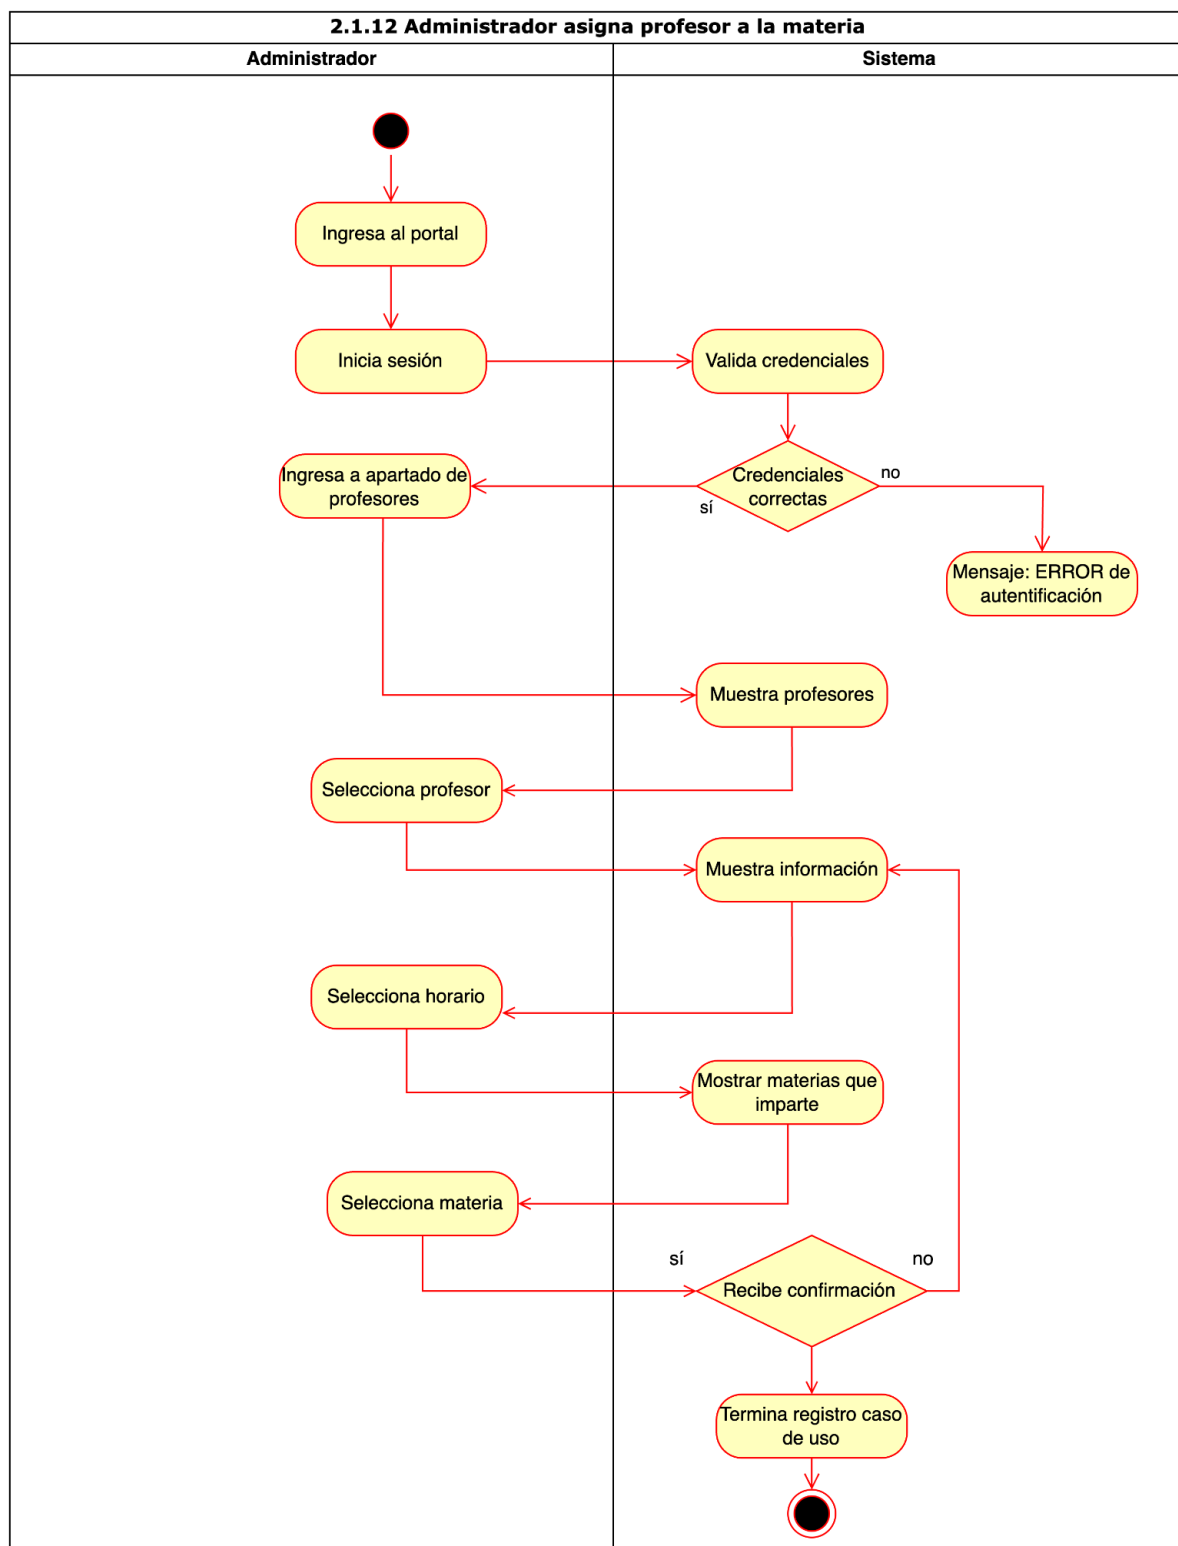 2.1.12 Administrador asigna profesor a la materia
Administrador
Sistema
Ingresa al portal
Inicia sesión
Valida credenciales
Ingresa a apartado de
profesores
Credenciales
correctas
sí
no
Mensaje: ERROR de
autentificación
Muestra profesores
Selecciona profesor
Muestra información
Selecciona horario
Mostrar materias que
imparte
Selecciona materia
sí
no
Recibe confirmación
Termina registro caso
de uso